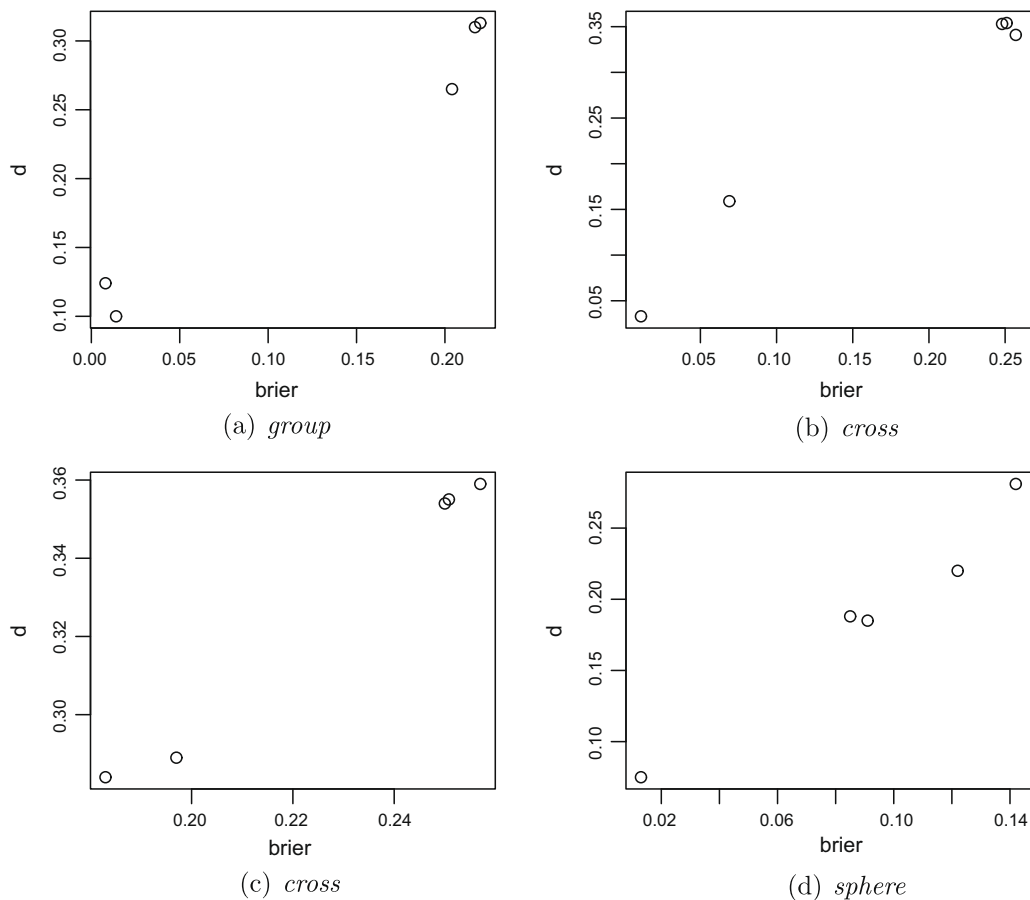 0.30
0.25
0.20
0.15
0.10
d
0.00 0.05 0.10 0.15 0.20
brier
(a) group
0.35
0.25
0.15
0.05
d
0.05 0.10 0.15 0.20 0.25
brier
(b) cross
0.36
0.34
0.32
0.30
d
0.20 0.22 0.24
brier
(c) cross
0.25
0.20
0.15
0.10
d
0.02 0.06 0.10 0.14
brier
(d) sphere